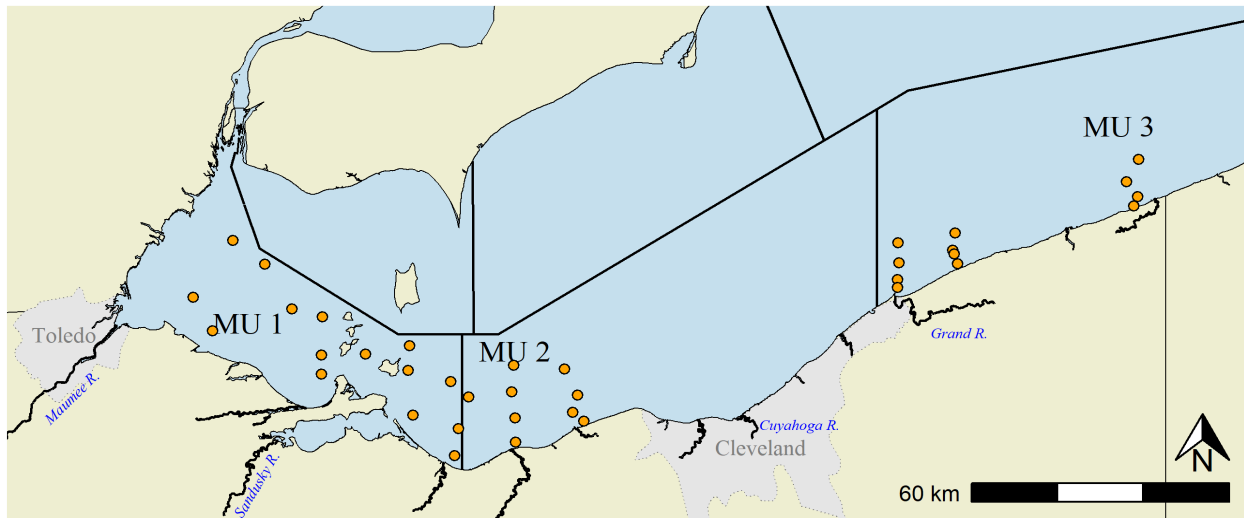 MU 3
MU 1
Toledo
MU 2
Grand R.
Maumee R.
Cuyahoga R.
Cleveland
Sandusky R.
N
60 km